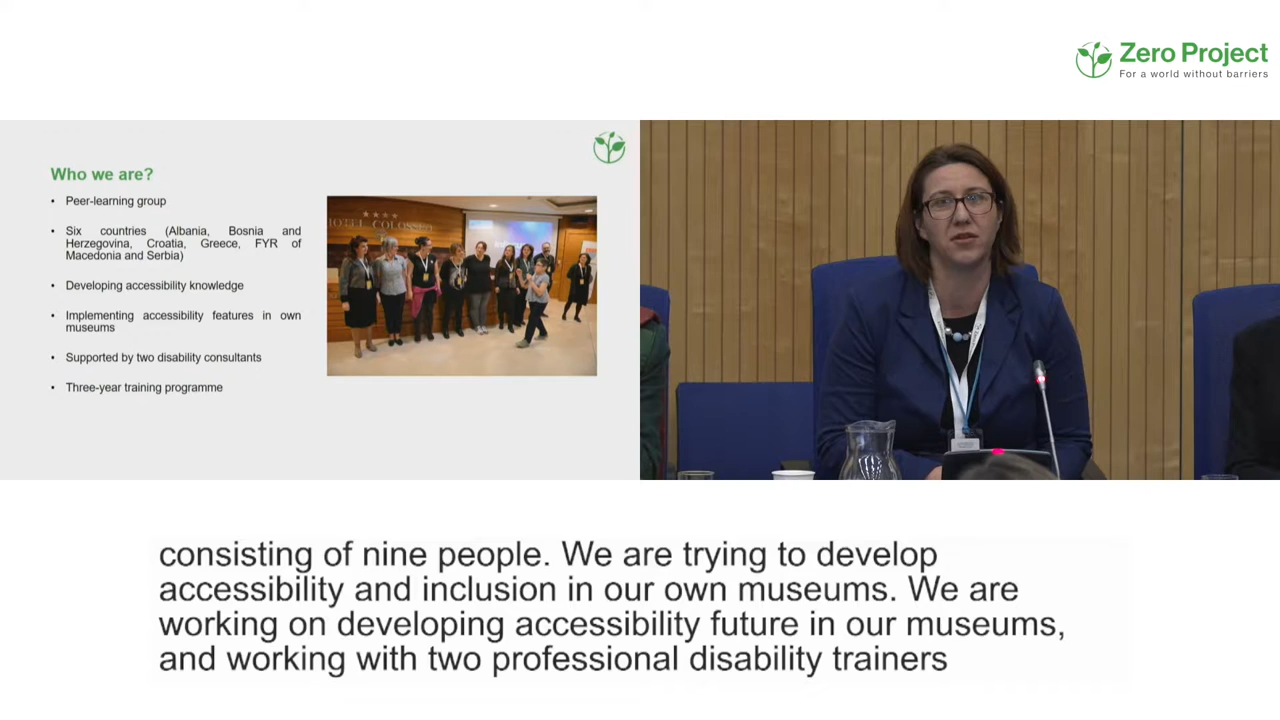 Zero Project
For a world without barriers
Who we are?
• Peer-learning group
• Six countries (Albania, Bosnia and
Herzegovina, Croatia, Greece, FYR of
Macedonia and Serbia)
• Developing accessibility knowledge
• Implementing accessibility features in own
museums
• Supported by two disability consultants
• Three-year training programme
HOTEL COLOSSEO
consisting of nine people. We are trying to develop
accessibility and inclusion in our own museums. We are
working on developing accessibility future in our museums,
and working with two professional disability trainers